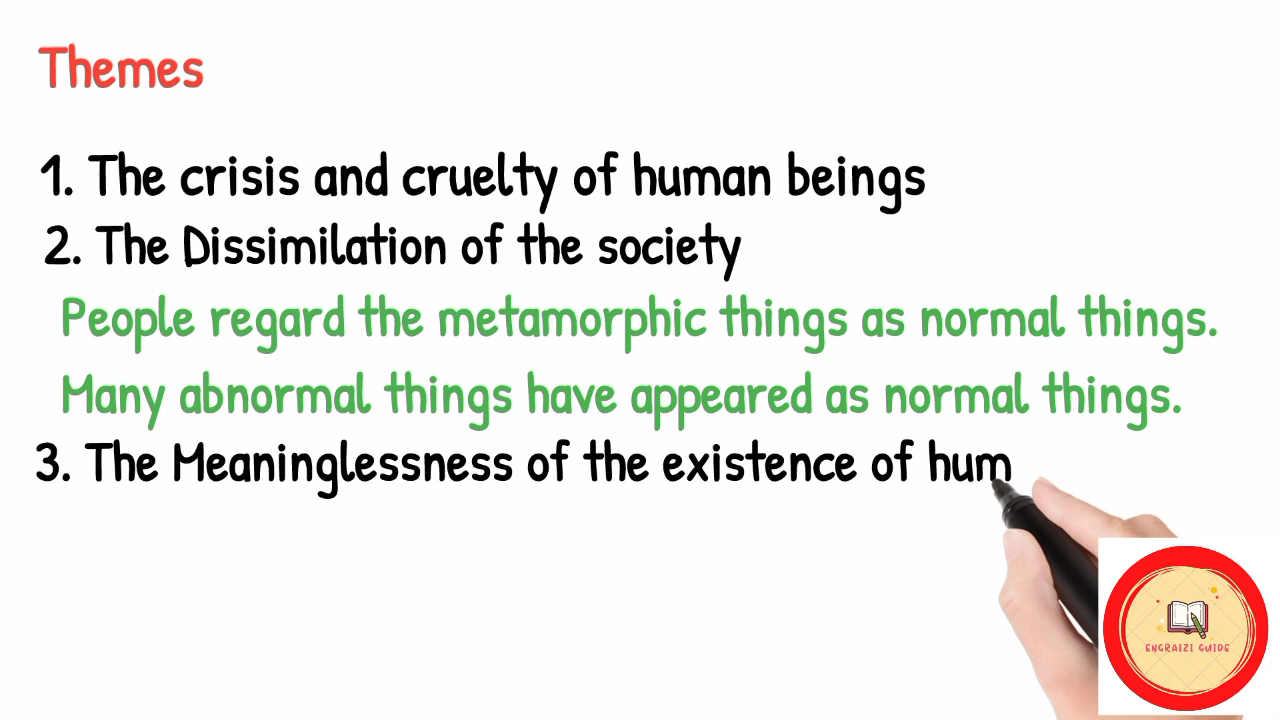 Themes
1. The crisis and cruelty of human beings
2. The Dissimilation of the society
People regard the metamorphic things as normal things.
Many abnormal things have appeared as normal things.
3. The Meaninglessness of the existence of hum
ENGRAIZI GUIDE